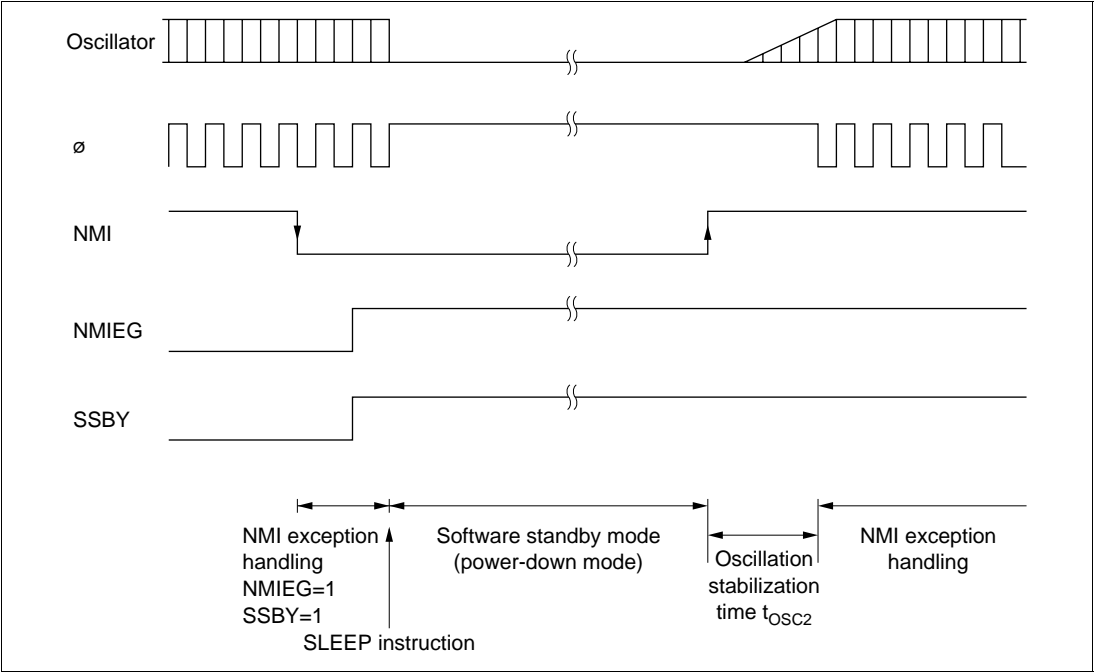 Oscillator
ø
NMI
NMIEG
SSBY
NMI exception
handling
NMIEG=1
SSBY=1
SLEEP instruction
Software standby mode
(power-down mode)
Oscillation
stabilization
time tOSC2
NMI exception
handling